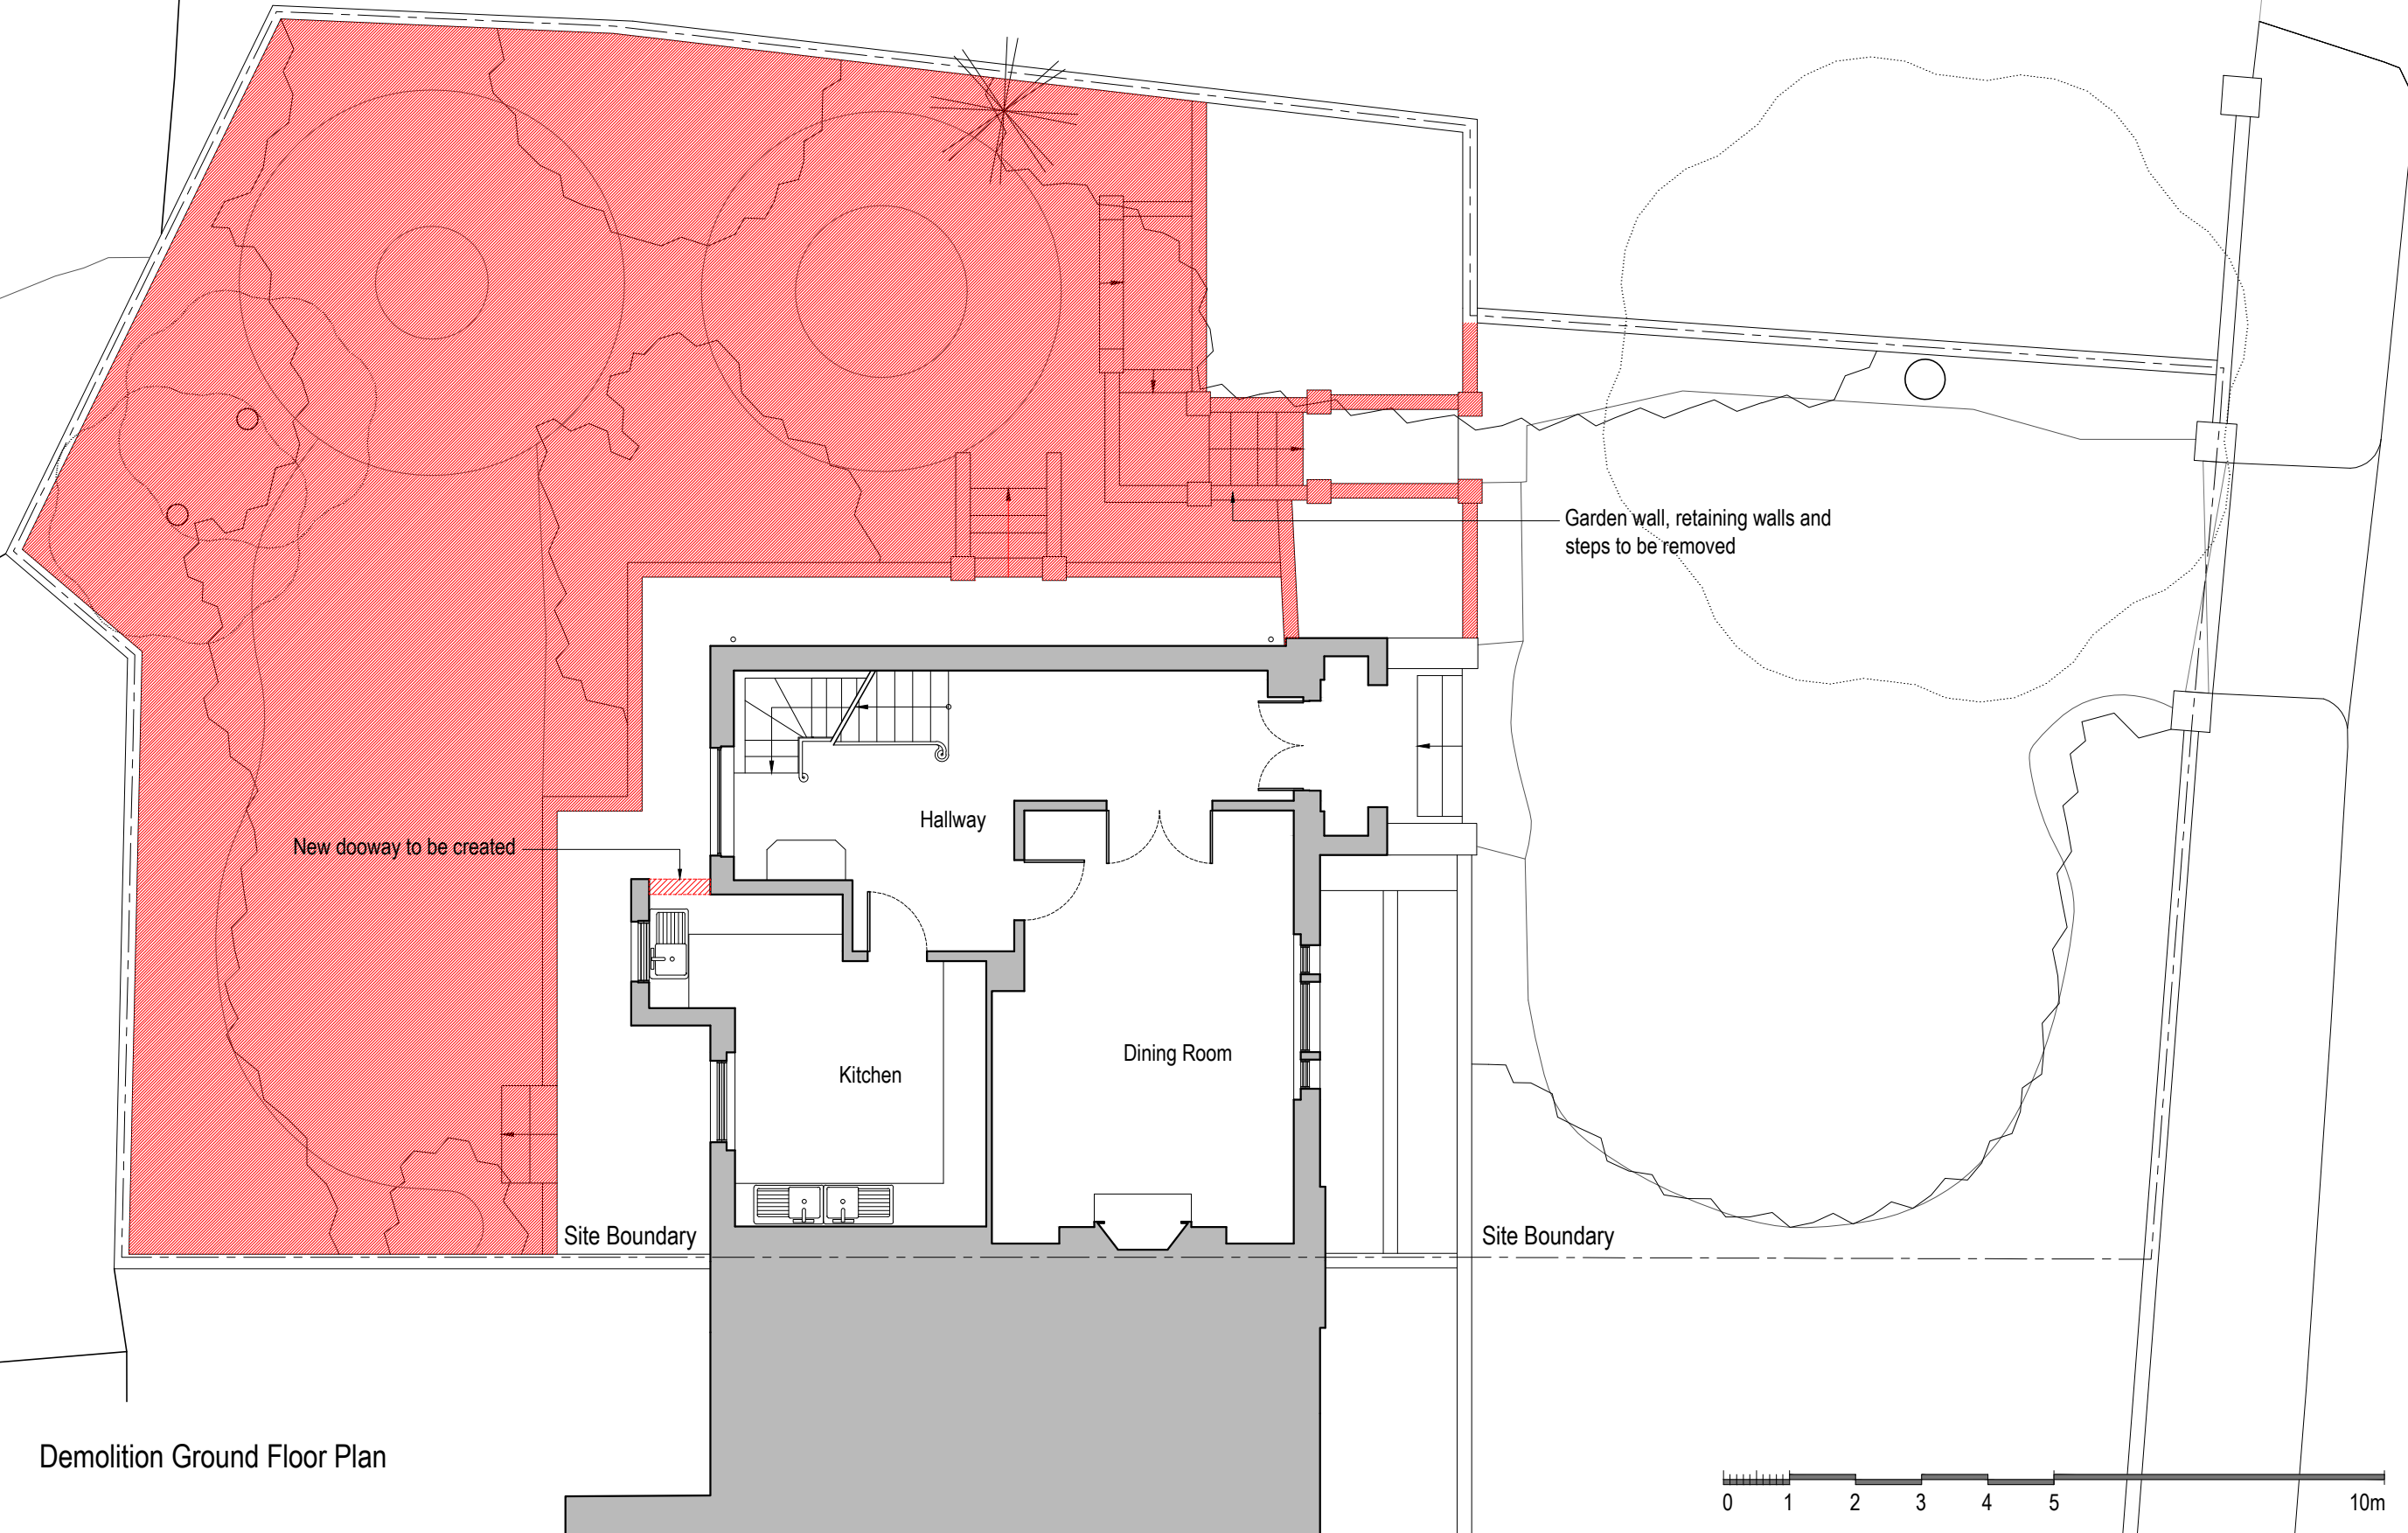 Garden wall, retaining walls and
steps to be removed
Hallway
New dooway to be created
Dining Room
Kitchen
Site Boundary
Site Boundary
Demolition Ground Floor Plan
0 1 2 3 4 5 10m